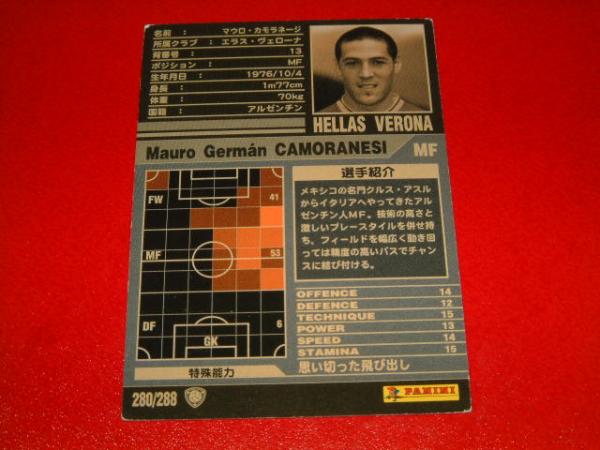 名前 : マウロ・カモラネージ
所属クラブ : エラス・ヴェローナ
背番号 : 13
ポジション : MF
生年月日 : 1976/10/4
身長 : 1m77cm
体重 : 70kg
国籍 : アルゼンチン
HELLAS VERONA
Mauro Germán CAMORANESI MF
FW 41
MF 53
DF 6
GK
選手紹介
メキシコの名門クルス・アスル
からイタリアへやってきたアル
ゼンチン人MF。技術の高さと
激しいプレースタイルを併せ持
ち、フィールドを幅広く動き回
っては精度の高いパスでチャン
スに結び付ける。
OFFENCE 14
DEFENCE 12
TECHNIQUE 15
POWER 13
SPEED 14
STAMINA 15
特殊能力 思い切った飛び出し
280/288
PANINI